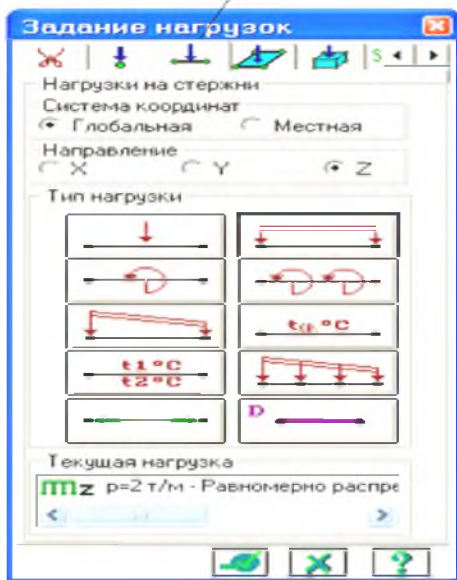 Задание нагрузок
S
Нагрузки на стержни
Система координат
Глобальная Местная
Направление
X Y Z
Тип нагрузки
t °C
t1°C
t2°C
D
Текущая нагрузка
z p=2 т/м - Равномерно распре
?